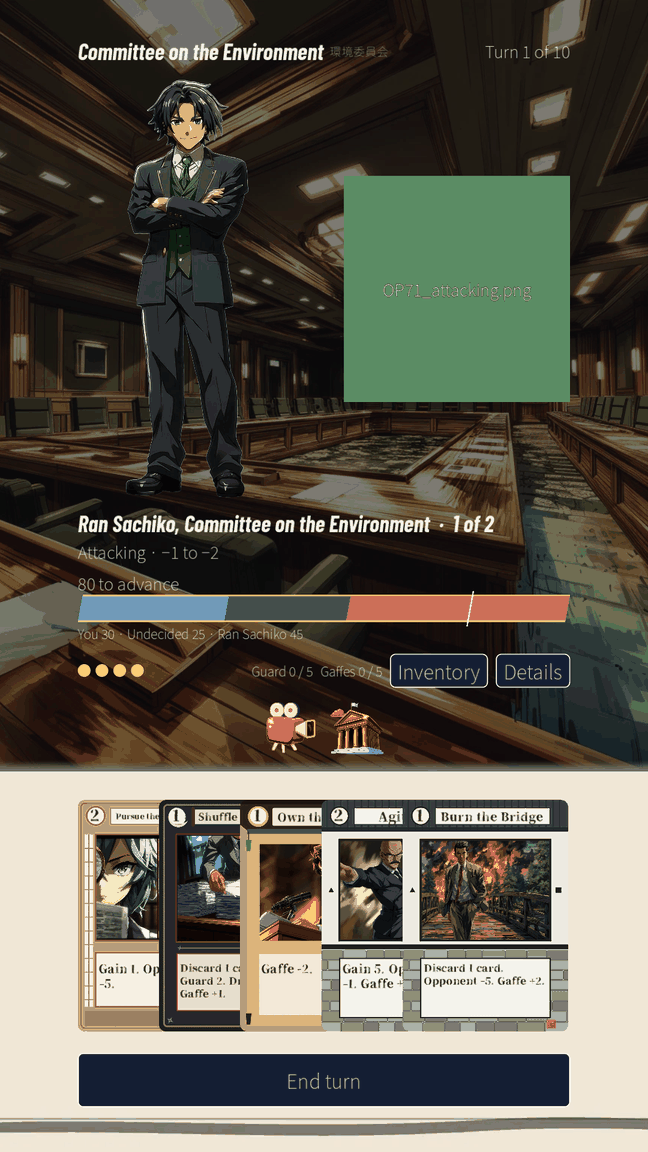 Committee on the Environment 環境委員会
Turn 1 of 10
OP71_attacking.png
Ran Sachiko, Committee on the Environment · 1 of 2
Attacking · −1 to −2
80 to advance
You 30 · Undecided 25 · Ran Sachiko 45
Guard 0 / 5 Gaffes 0 / 5
Inventory
Details
2 Pursue the
Gain 1. Op
-5.
1 Shuffle
Discard 1 ca
Guard 2. Dr
Gaffe +1.
1 Own th
Gaffe -2.
2 Agi
Gain 5. Op
-1. Gaffe +
1 Burn the Bridge
Discard 1 card.
Opponent -5. Gaffe +2.
End turn